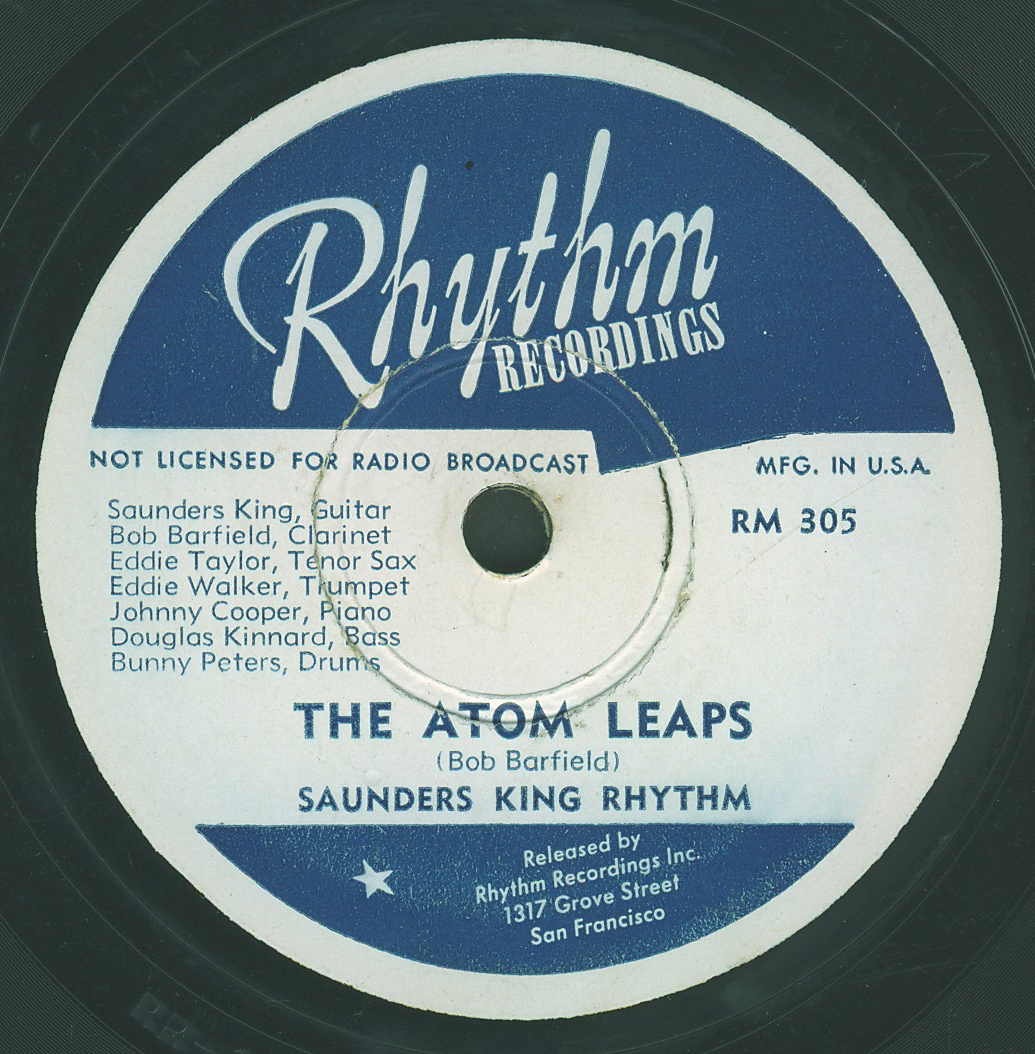 Rhythm
RECORDINGS
NOT LICENSED FOR RADIO BROADCAST
MFG. IN U.S.A.
Saunders King, Guitar
Bob Barfield, Clarinet
Eddie Taylor, Tenor Sax
Eddie Walker, Trumpet
Johnny Cooper, Piano
Douglas Kinnard, Bass
Bunny Peters, Drums
RM 305
THE ATOM LEAPS
(Bob Barfield)
SAUNDERS KING RHYTHM
Released by
Rhythm Recordings Inc.
1317 Grove Street
San Francisco